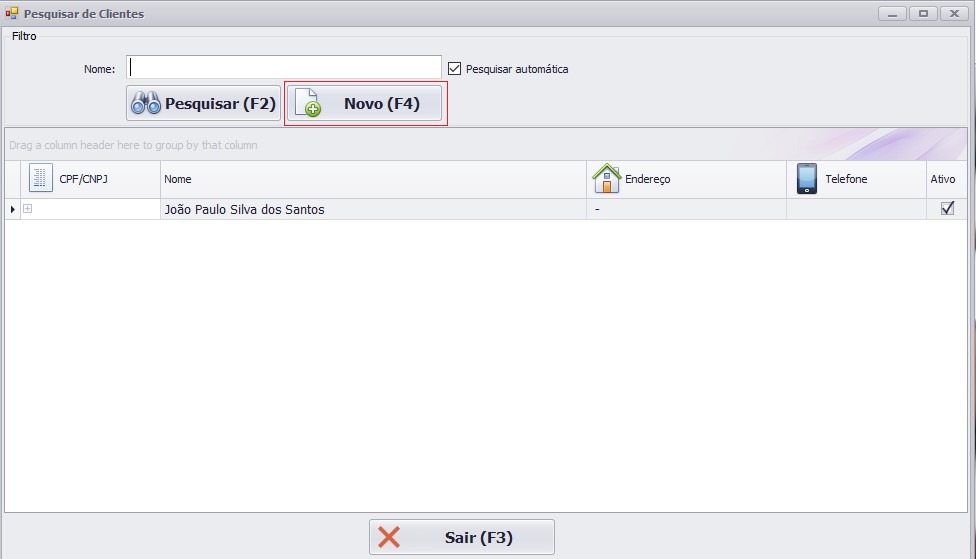 Pesquisar de Clientes
Filtro
Nome:
Pesquisar automática
Pesquisar (F2)
Novo (F4)
Drag a column header here to group by that column
CPF/CNPJ Nome Endereço Telefone Ativo
João Paulo Silva dos Santos -
Sair (F3)